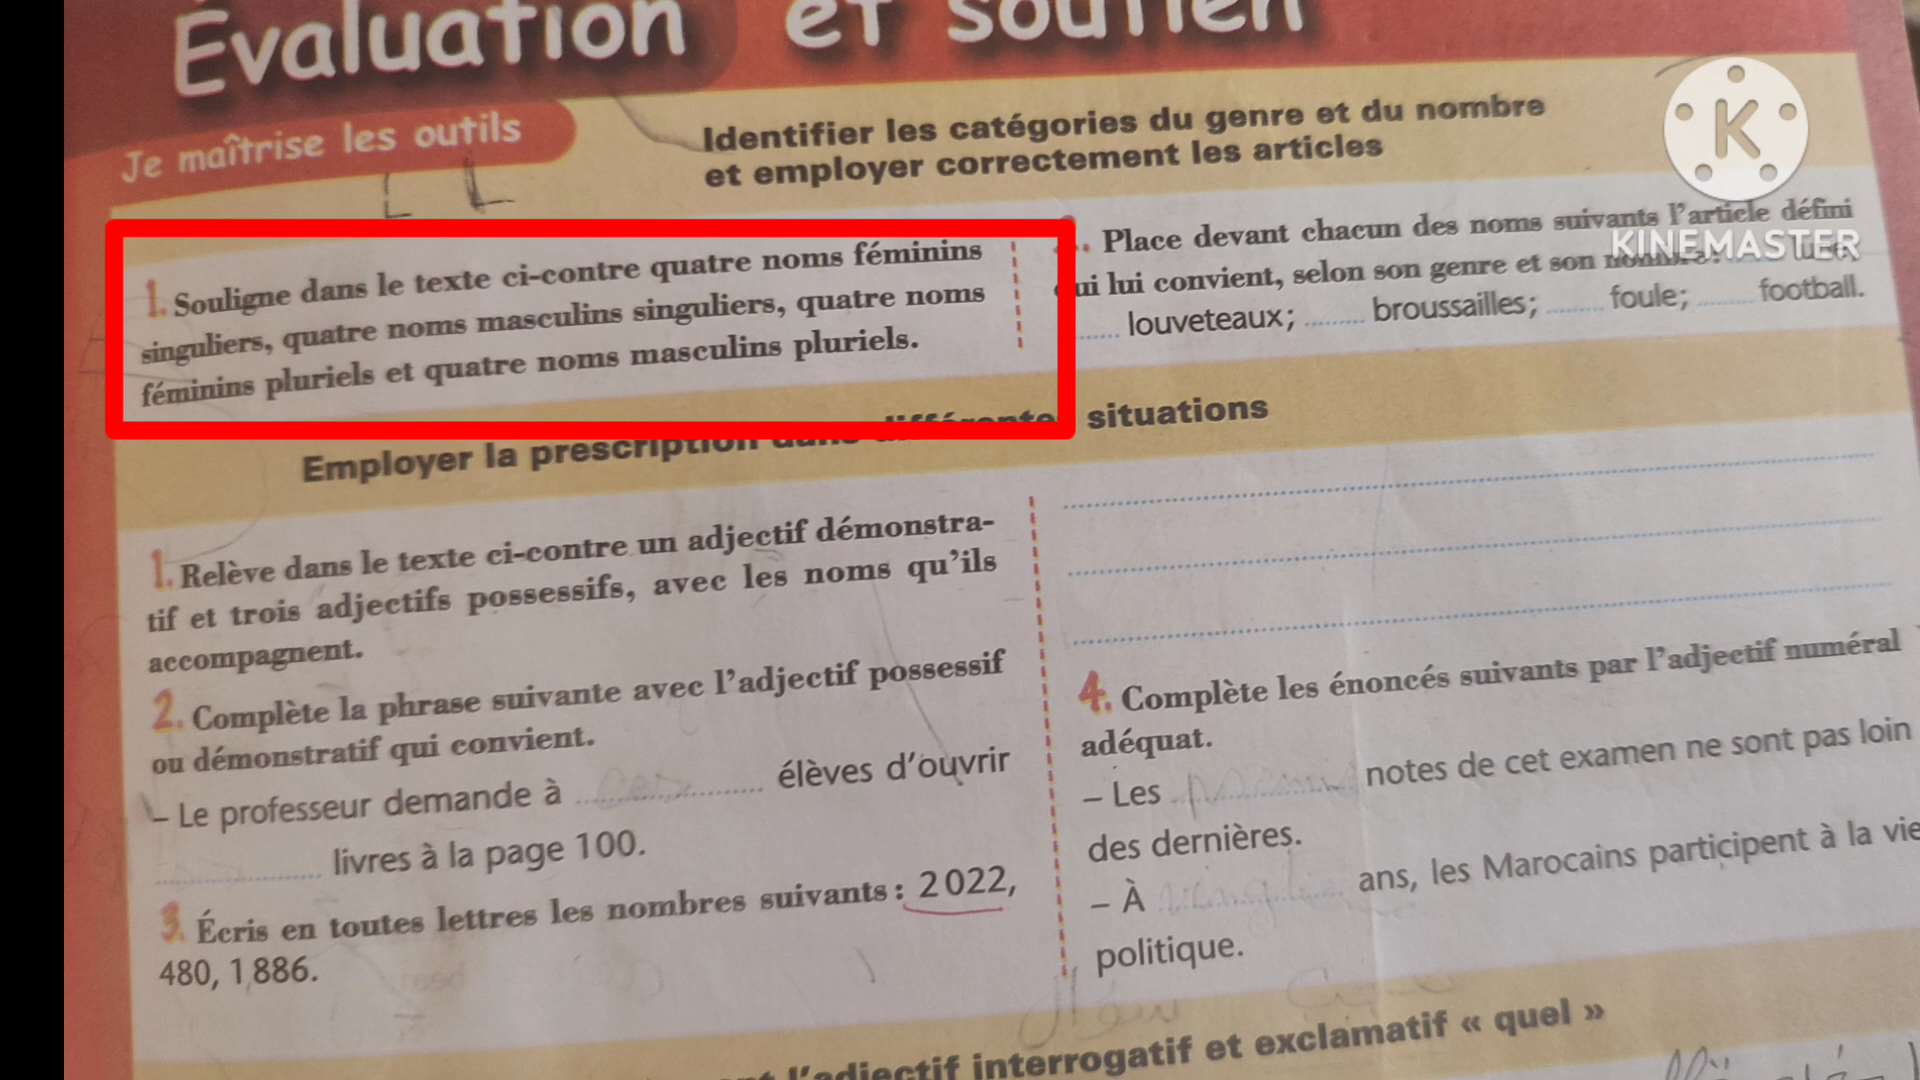 Évaluation et soutien
Je maîtrise les outils
Identifier les catégories du genre et du nombre
et employer correctement les articles
1. Souligne dans le texte ci-contre quatre noms féminins
singuliers, quatre noms masculins singuliers, quatre noms
féminins pluriels et quatre noms masculins pluriels.
Place devant chacun des noms suivants l'article défini
qui lui convient, selon son genre et son
louveteaux; ........ broussailles; ........ foule; ........ football.
K
KINEMASTER
Employer la prescription dans différentes situations
1. Relève dans le texte ci-contre un adjectif démonstra-
tif et trois adjectifs possessifs, avec les noms qu'ils
accompagnent.
2. Complète la phrase suivante avec l'adjectif possessif
ou démonstratif qui convient.
– Le professeur demande à ........ élèves d'ouvrir
........ livres à la page 100.
3. Écris en toutes lettres les nombres suivants : 2 022,
480, 1 886.
4. Complète les énoncés suivants par l'adjectif numéral
adéquat.
– Les ........ notes de cet examen ne sont pas loin
des dernières.
– À ........ ans, les Marocains participent à la vie
politique.
l'adjectif interrogatif et exclamatif « quel »